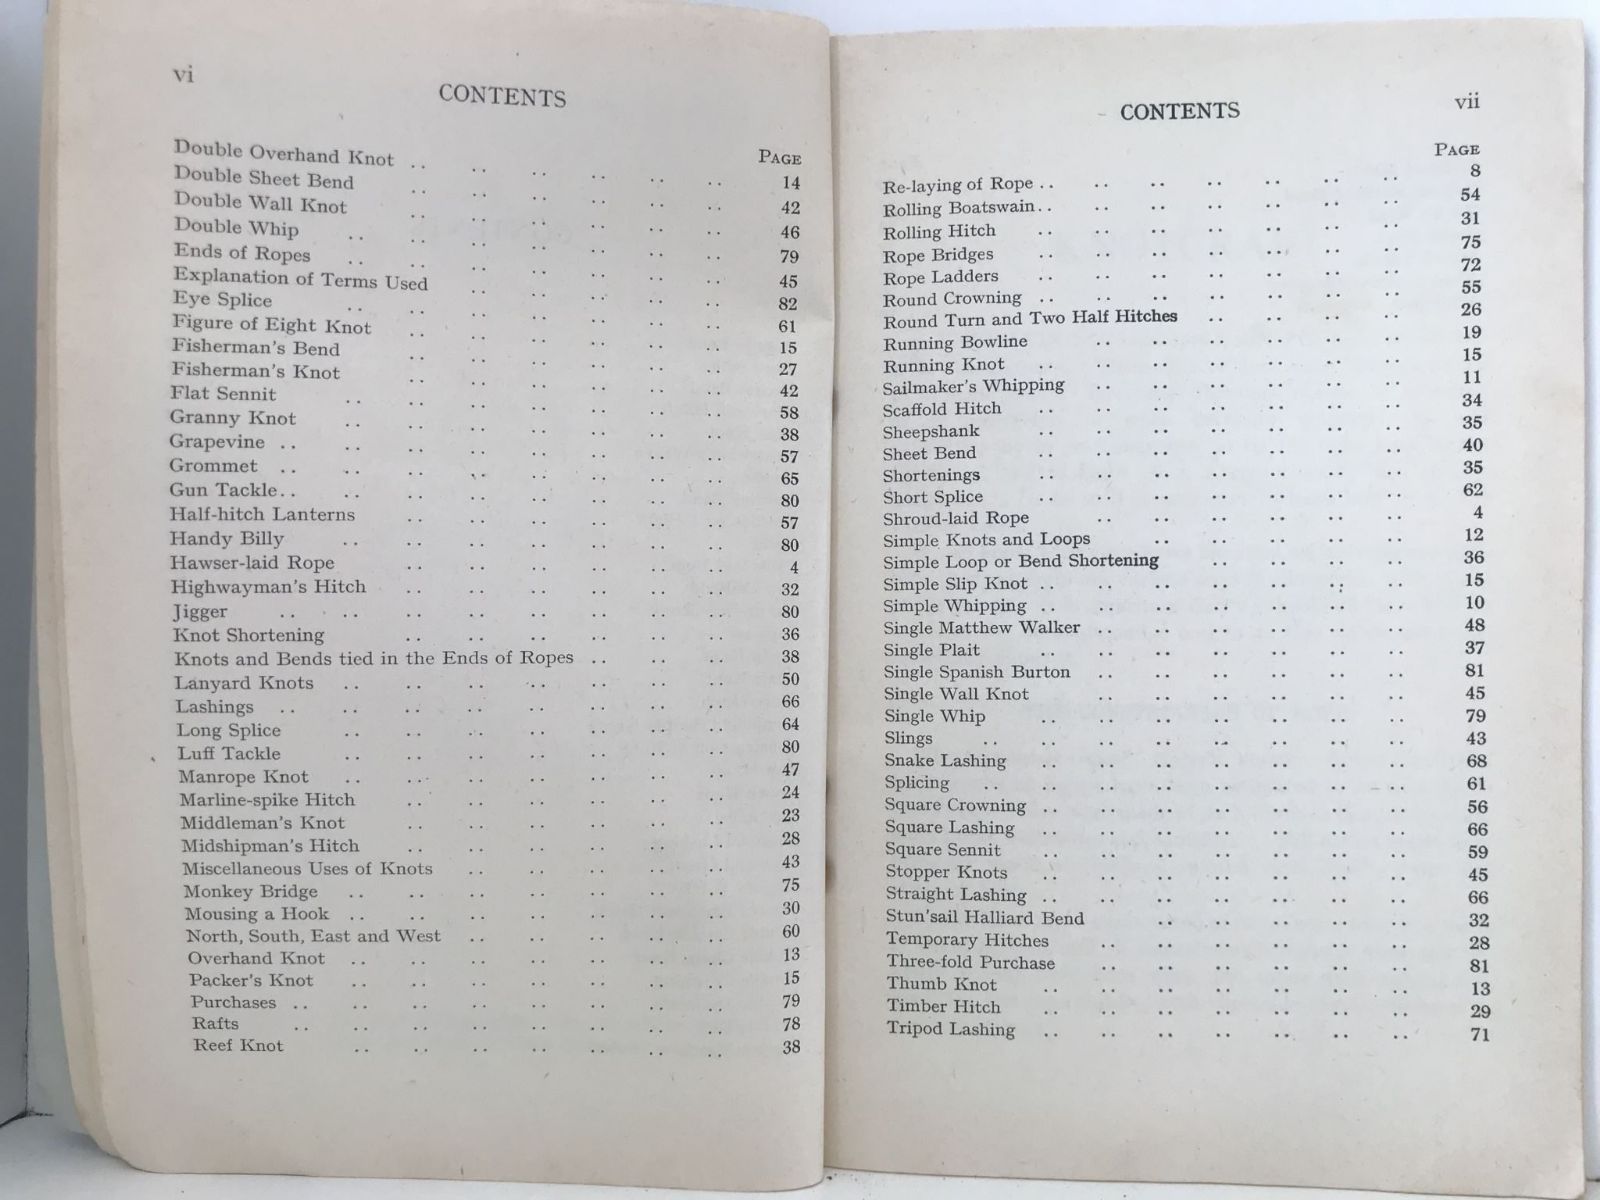 vi
CONTENTS
PAGE
Double Overhand Knot .. .. .. .. .. .. 14
Double Sheet Bend .. .. .. .. .. .. 42
Double Wall Knot .. .. .. .. .. .. 46
Double Whip .. .. .. .. .. .. .. 79
Ends of Ropes .. .. .. .. .. .. .. 45
Explanation of Terms Used .. .. .. .. .. 82
Eye Splice .. .. .. .. .. .. .. 61
Figure of Eight Knot .. .. .. .. .. .. 15
Fisherman's Bend .. .. .. .. .. .. 27
Fisherman's Knot .. .. .. .. .. .. 42
Flat Sennit .. .. .. .. .. .. .. 58
Granny Knot .. .. .. .. .. .. .. 38
Grapevine .. .. .. .. .. .. .. .. 57
Grommet .. .. .. .. .. .. .. .. 65
Gun Tackle .. .. .. .. .. .. .. .. 80
Half-hitch Lanterns .. .. .. .. .. .. 57
Handy Billy .. .. .. .. .. .. .. 80
Hawser-laid Rope .. .. .. .. .. .. 4
Highwayman's Hitch .. .. .. .. .. .. 32
Jigger .. .. .. .. .. .. .. .. 80
Knot Shortening .. .. .. .. .. .. 36
Knots and Bends tied in the Ends of Ropes .. .. .. 38
Lanyard Knots .. .. .. .. .. .. .. 50
Lashings .. .. .. .. .. .. .. .. 66
Long Splice .. .. .. .. .. .. .. 64
Luff Tackle .. .. .. .. .. .. .. 80
Manrope Knot .. .. .. .. .. .. .. 47
Marline-spike Hitch .. .. .. .. .. .. 24
Middleman's Knot .. .. .. .. .. .. 23
Midshipman's Hitch .. .. .. .. .. .. 28
Miscellaneous Uses of Knots .. .. .. .. .. 43
Monkey Bridge .. .. .. .. .. .. .. 75
Mousing a Hook .. .. .. .. .. .. .. 30
North, South, East and West .. .. .. .. .. 60
Overhand Knot .. .. .. .. .. .. .. 13
Packer's Knot .. .. .. .. .. .. .. 15
Purchases .. .. .. .. .. .. .. .. 79
Rafts .. .. .. .. .. .. .. .. 78
Reef Knot .. .. .. .. .. .. .. 38
vii
CONTENTS
PAGE
Re-laying of Rope .. .. .. .. .. .. .. 8
Rolling Boatswain .. .. .. .. .. .. .. 54
Rolling Hitch .. .. .. .. .. .. .. 31
Rope Bridges .. .. .. .. .. .. .. 75
Rope Ladders .. .. .. .. .. .. .. 72
Round Crowning .. .. .. .. .. .. .. 55
Round Turn and Two Half Hitches .. .. .. .. 26
Running Bowline .. .. .. .. .. .. 19
Running Knot .. .. .. .. .. .. .. 15
Sailmaker's Whipping .. .. .. .. .. .. 11
Scaffold Hitch .. .. .. .. .. .. .. 34
Sheepshank .. .. .. .. .. .. .. 35
Sheet Bend .. .. .. .. .. .. .. 40
Shortenings .. .. .. .. .. .. .. 35
Short Splice .. .. .. .. .. .. .. 62
Shroud-laid Rope .. .. .. .. .. .. 4
Simple Knots and Loops .. .. .. .. .. 12
Simple Loop or Bend Shortening .. .. .. .. 36
Simple Slip Knot .. .. .. .. .. .. .. 15
Simple Whipping .. .. .. .. .. .. .. 10
Single Matthew Walker .. .. .. .. .. .. 48
Single Plait .. .. .. .. .. .. .. 37
Single Spanish Burton .. .. .. .. .. .. 81
Single Wall Knot .. .. .. .. .. .. 45
Single Whip .. .. .. .. .. .. .. 79
Slings .. .. .. .. .. .. .. .. 43
Snake Lashing .. .. .. .. .. .. .. 68
Splicing .. .. .. .. .. .. .. .. 61
Square Crowning .. .. .. .. .. .. .. 56
Square Lashing .. .. .. .. .. .. .. 66
Square Sennit .. .. .. .. .. .. .. 59
Stopper Knots .. .. .. .. .. .. .. 45
Straight Lashing .. .. .. .. .. .. .. 66
Stun'sail Halliard Bend .. .. .. .. .. 32
Temporary Hitches .. .. .. .. .. .. 28
Three-fold Purchase .. .. .. .. .. .. 81
Thumb Knot .. .. .. .. .. .. .. 13
Timber Hitch .. .. .. .. .. .. .. 29
Tripod Lashing .. .. .. .. .. .. .. 71